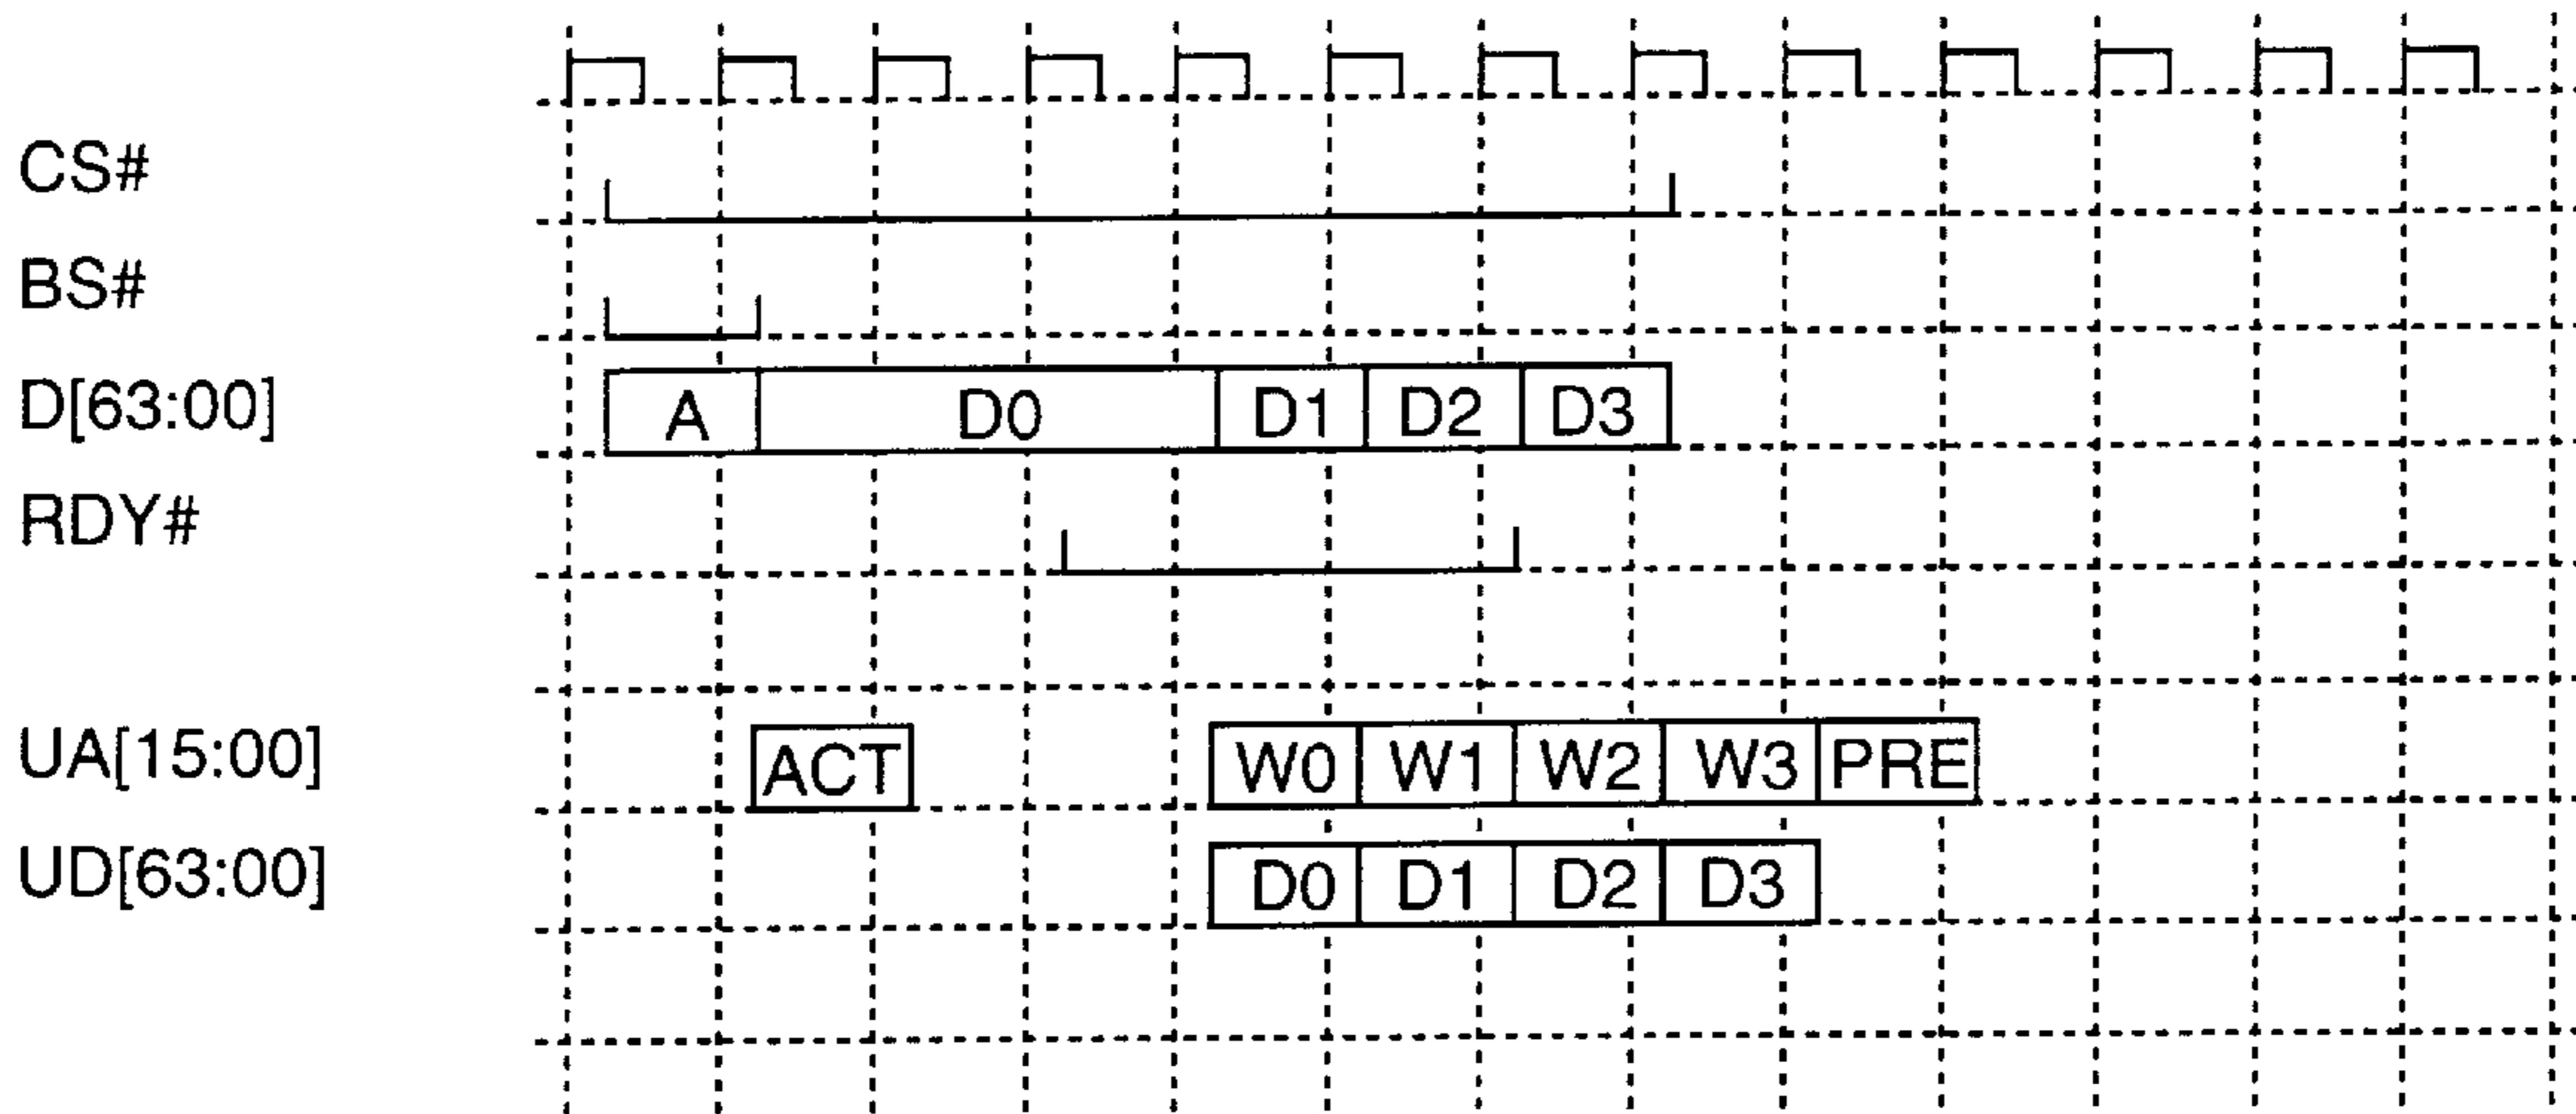 CS#
BS#
D[63:00] A D0 D1 D2 D3
RDY#
UA[15:00] ACT W0 W1 W2 W3 PRE
UD[63:00] D0 D1 D2 D3